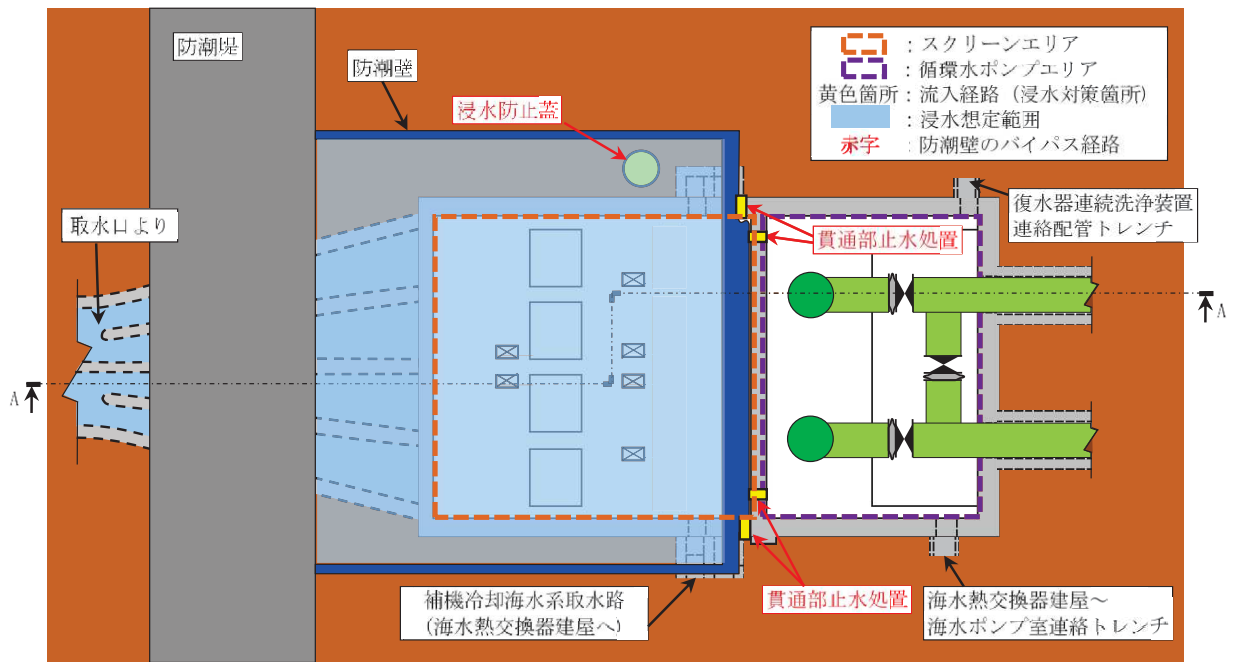 防潮堤
防潮壁
浸水防止蓋
：スクリーンエリア
：循環水ポンプエリア
黄色箇所：流入経路（浸水対策箇所）
：浸水想定範囲
赤字：防潮壁のバイパス経路
取水口より
復水器連続洗浄装置
連絡配管トレンチ
貫通部止水処置
A
A
補機冷却海水系取水路
(海水熱交換器建屋へ)
貫通部止水処置
海水熱交換器建屋～
海水ポンプ室連絡トレンチ